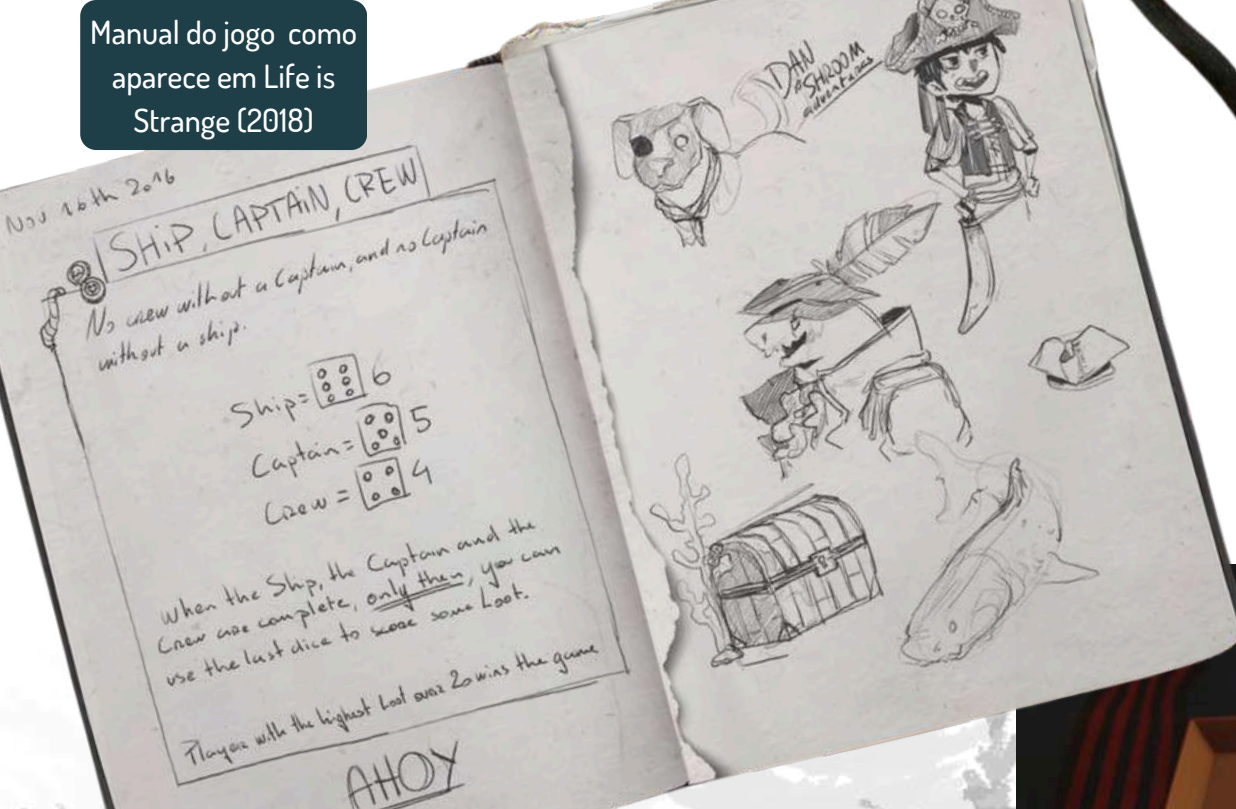 Manual do jogo como
aparece em Life is
Strange (2018)
Nov 16th 2016
SHIP, CAPTAIN, CREW
No crew without a Captain, and no Captain
without a ship.
Ship = 6
Captain = 5
Crew = 4
When the Ship, the Captain and the
Crew are complete, only then, you can
use the last dice to score some Loot.
Player with the highest Loot over 20 wins the game
AHOY
DAN
SHROOM
adventures